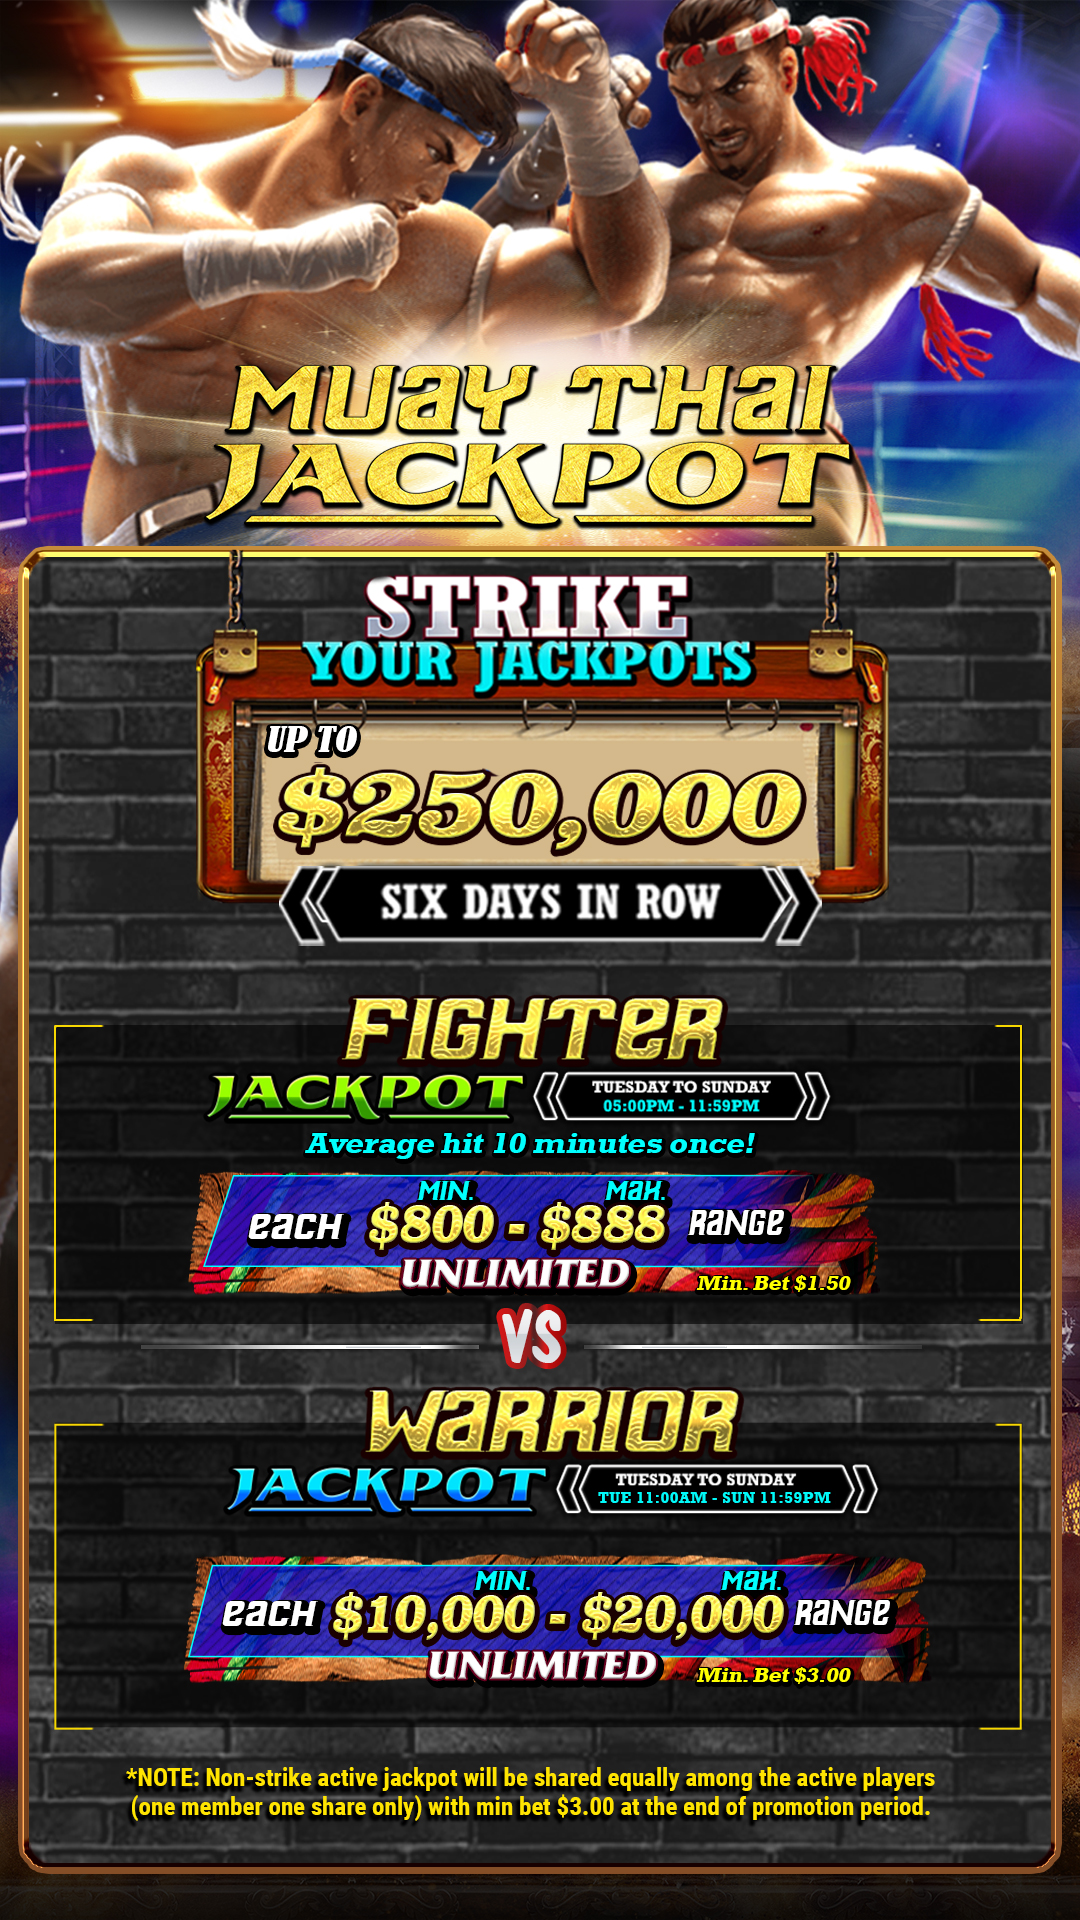 MUaY THaI
JACKPOT
STRIKE
YOUR JACKPOTS
UP TO
$250,000
SIX DAYS IN ROW
FIGHTeR
JACKPOT
TUESDAY TO SUNDAY
05:00PM - 11:59PM
Average hit 10 minutes once!
MIN. MaX.
eaCH $800 - $888 RaNGe
UNLIMITED
Min. Bet $1.50
VS
WaRRIOR
JACKPOT
TUESDAY TO SUNDAY
TUE 11:00AM - SUN 11:59PM
MIN. MaX.
eaCH $10,000 - $20,000 RaNGe
UNLIMITED
Min. Bet $3.00
*NOTE: Non-strike active jackpot will be shared equally among the active players
(one member one share only) with min bet $3.00 at the end of promotion period.